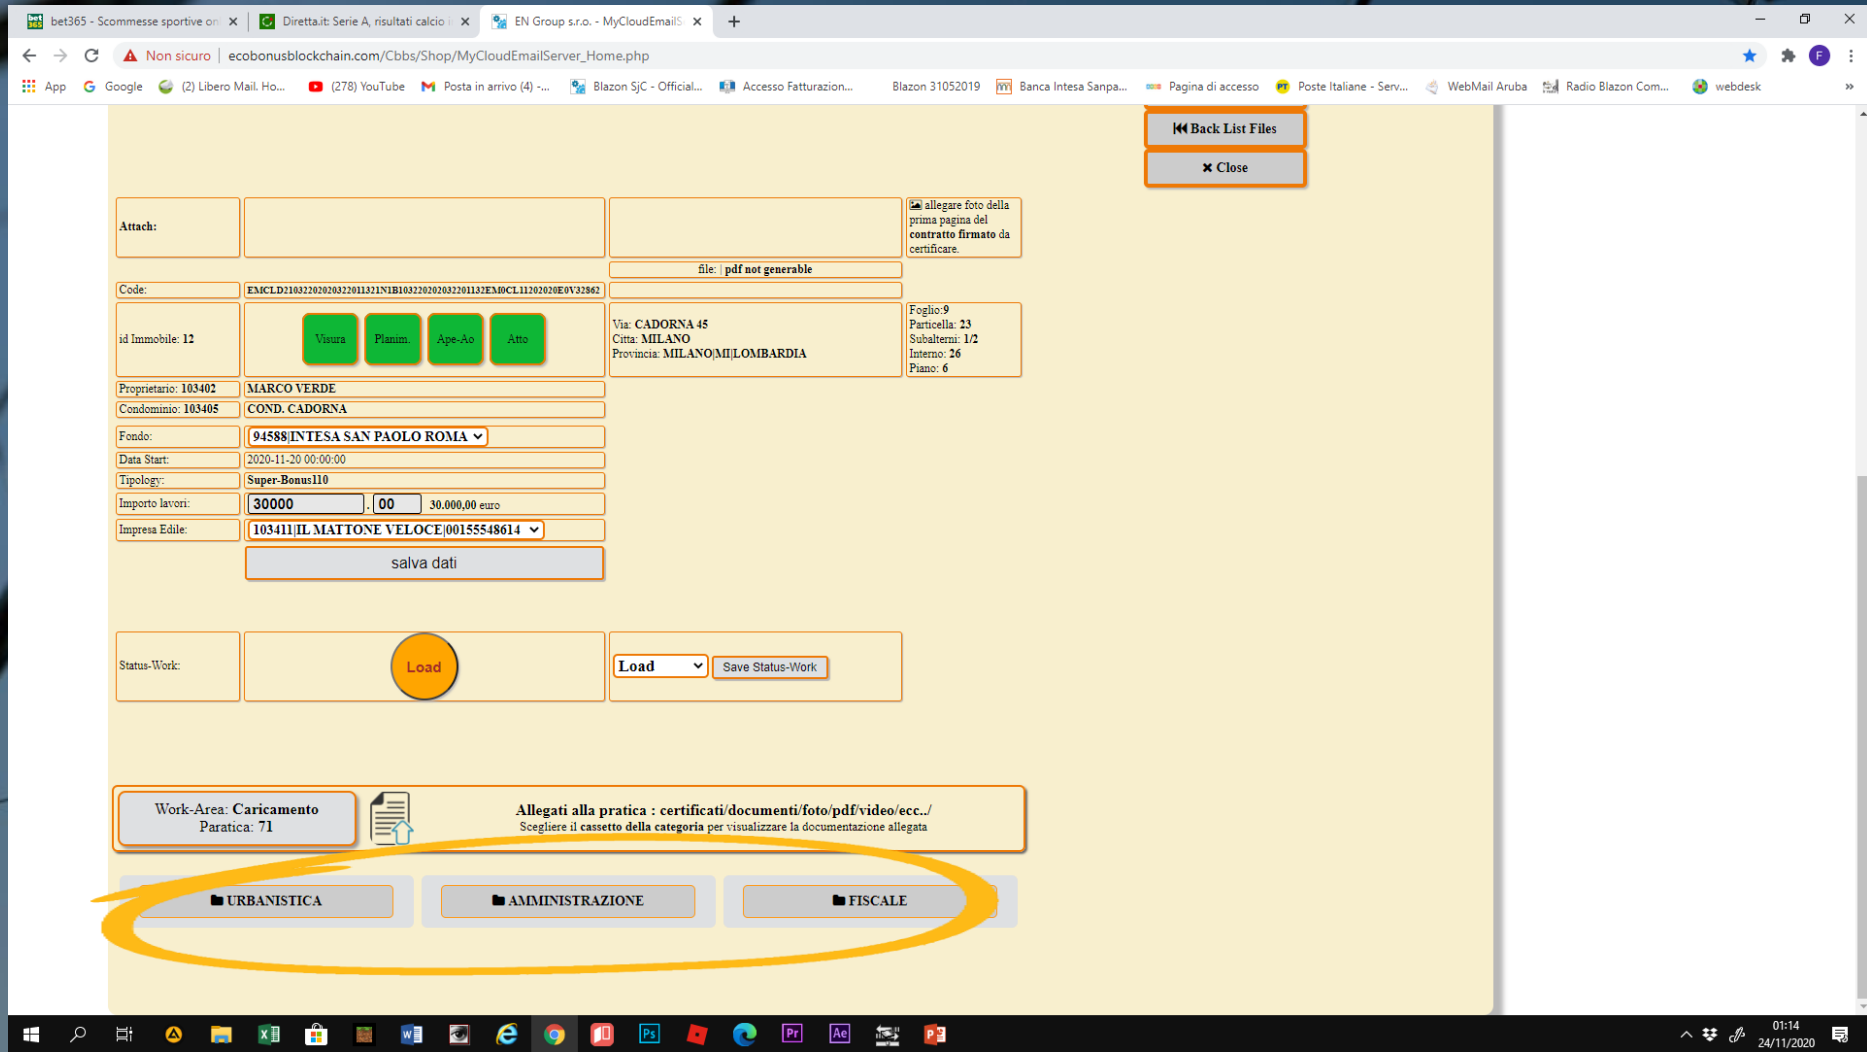 bet365 - Scommesse sportive on
Diretta.it: Serie A, risultati calcio i
EN Group s.r.o. - MyCloudEmailS
Non sicuro | ecobonusblockchain.com/Cbbs/Shop/MyCloudEmailServer_Home.php
F
App
Google
(2) Libero Mail. Ho...
(278) YouTube
Posta in arrivo (4) -...
Blazon SjC - Official...
Accesso Fatturazion...
Blazon 31052019
Banca Intesa Sanpa...
Pagina di accesso
Poste Italiane - Serv...
WebMail Aruba
Radio Blazon Com...
webdesk
»
Back List Files
Close
Attach:
allegare foto della
prima pagina del
contratto firmato da
certificare.
file: | pdf not generable
Code:
EMCLD21032202020322011321N1B103220202032201132EM0CL11202020E0V32862
id Immobile: 12
Visura
Planim.
Ape-Ao
Atto
Via: CADORNA 45
Citta: MILANO
Provincia: MILANO|MI|LOMBARDIA
Foglio:9
Particella: 23
Subalterni: 1/2
Interno: 26
Piano: 6
Proprietario: 103402
MARCO VERDE
Condominio: 103405
COND. CADORNA
Fondo:
94588|INTESA SAN PAOLO ROMA
Data Start:
2020-11-20 00:00:00
Tipology:
Super-Bonus110
Importo lavori:
30000 . 00 30.000,00 euro
Impresa Edile:
103411|IL MATTONE VELOCE|00155548614
salva dati
Status-Work:
Load
Load
Save Status-Work
Work-Area: Caricamento
Paratica: 71
Allegati alla pratica : certificati/documenti/foto/pdf/video/ecc../
Scegliere il cassetto della categoria per visualizzare la documentazione allegata
URBANISTICA
AMMINISTRAZIONE
FISCALE
Ps
Pr
Ae
01:14
24/11/2020